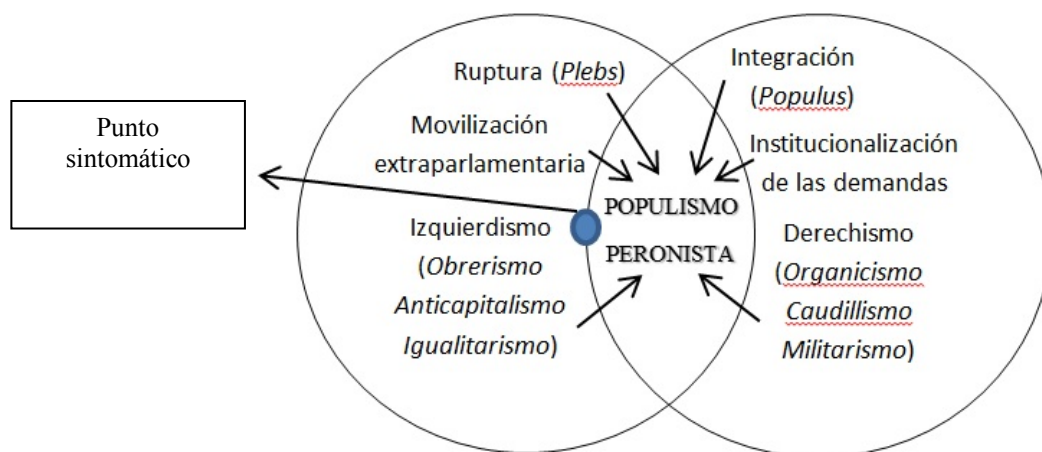 Punto
sintomático
Ruptura (Plebs)
Movilización
extraparlamentaria
Izquierdismo
(Obrerismo
Anticapitalismo
Igualitarismo)
POPULISMO
PERONISTA
Integración
(Populus)
Institucionalización
de las demandas
Derechismo
(Organicismo
Caudillismo
Militarismo)